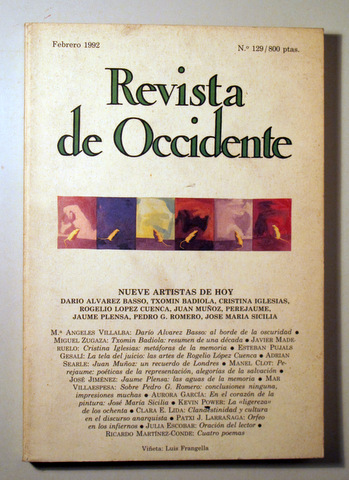 Febrero 1992
N.º 129/800 ptas.
Revista
de Occidente
NUEVE ARTISTAS DE HOY
DARIO ALVAREZ BASSO, TXOMIN BADIOLA, CRISTINA IGLESIAS,
ROGELIO LOPEZ CUENCA, JUAN MUÑOZ, PEREJAUME,
JAUME PLENSA, PEDRO G. ROMERO, JOSE MARIA SICILIA
M.ª ANGELES VILLALBA: Darío Alvarez Basso: al borde de la oscuridad ●
MIGUEL ZUGAZA: Txomin Badiola: resumen de una década ● JAVIER MADE-
RUELO: Cristina Iglesias: metáforas de la memoria ● ESTEBAN PUJALS
GESALÍ: La tela del juicio: las artes de Rogelio López Cuenca ● ADRIAN
SEARLE: Juan Muñoz: un recuerdo de Londres ● MANEL CLOT: Pe-
rejaume: poéticas de la representación, alegorías de la salvación ●
JOSÉ JIMÉNEZ: Jaume Plensa: las aguas de la memoria ● MAR
VILLAESPESA: Sobre Pedro G. Romero: conclusiones ninguna,
impresiones muchas ● AURORA GARCÍA: En el corazón de la
pintura: José María Sicilia ● KEVIN POWER: La «ligereza»
de los ochenta ● CLARA E. LIDA: Clandestinidad y cultura
en el discurso anarquista ● PATXI J. LARRAÑAGA: Orfeo
en los infiernos ● JULIA ESCOBAR: Oración del lector ●
RICARDO MARTÍNEZ-CONDE: Cuatro poemas
Viñeta: Luis Frangella